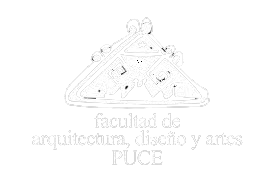 facultad de
arquitectura, diseño y artes
PUCE